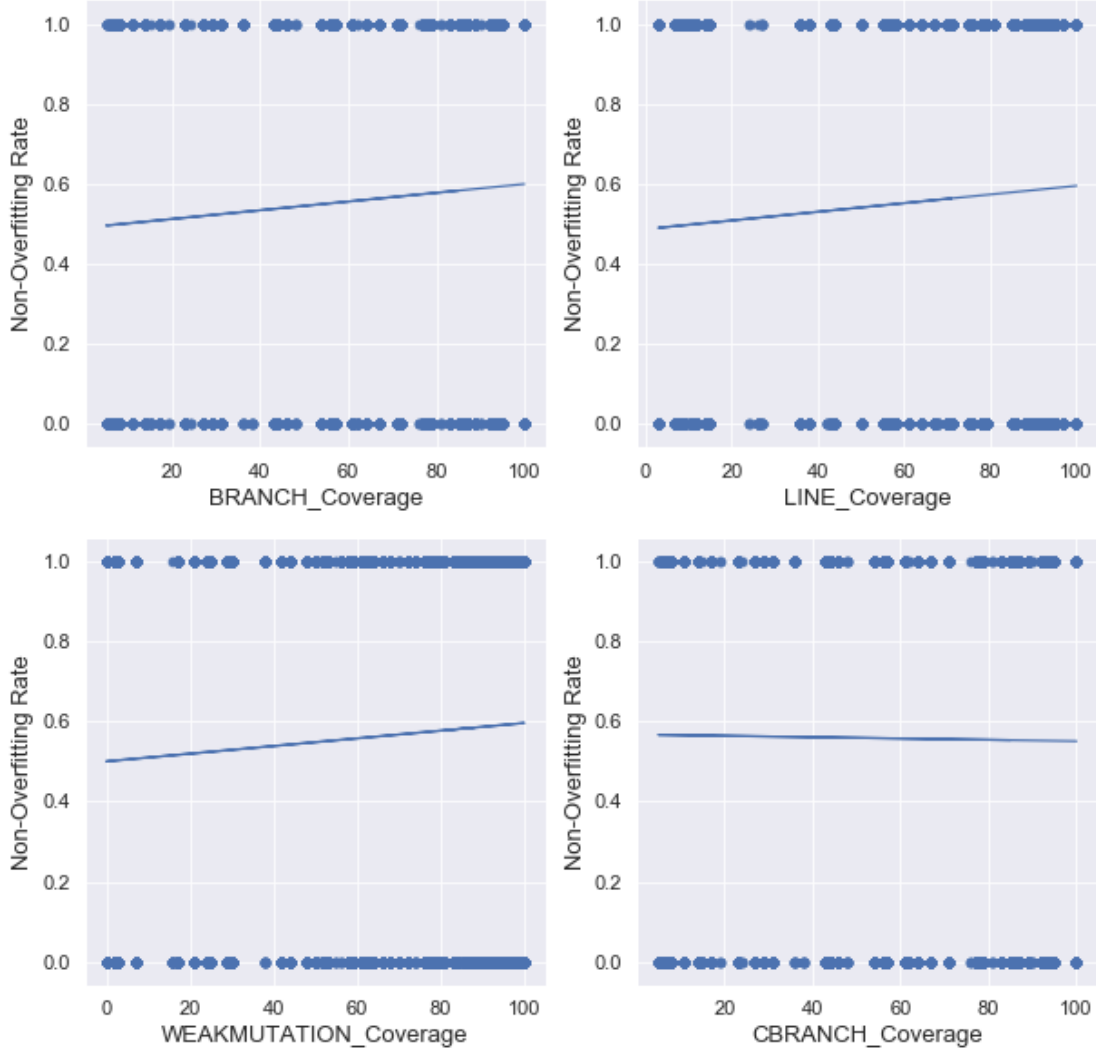 1.0
0.8
0.6
0.4
0.2
0.0
Non-Overfitting Rate
20 40 60 80 100
BRANCH_Coverage
1.0
0.8
0.6
0.4
0.2
0.0
Non-Overfitting Rate
0 20 40 60 80 100
LINE_Coverage
1.0
0.8
0.6
0.4
0.2
0.0
Non-Overfitting Rate
0 20 40 60 80 100
WEAKMUTATION_Coverage
1.0
0.8
0.6
0.4
0.2
0.0
Non-Overfitting Rate
20 40 60 80 100
CBRANCH_Coverage